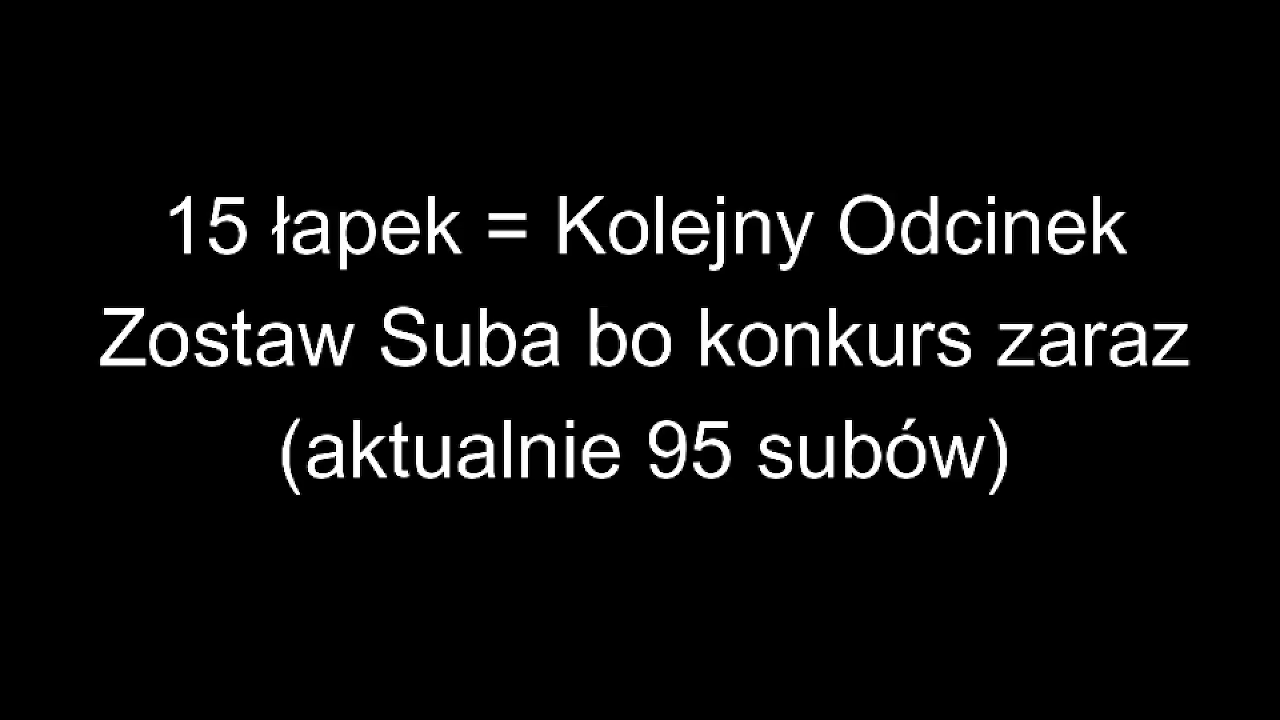 15 łapek = Kolejny Odcinek
Zostaw Suba bo konkurs zaraz
(aktualnie 95 subów)